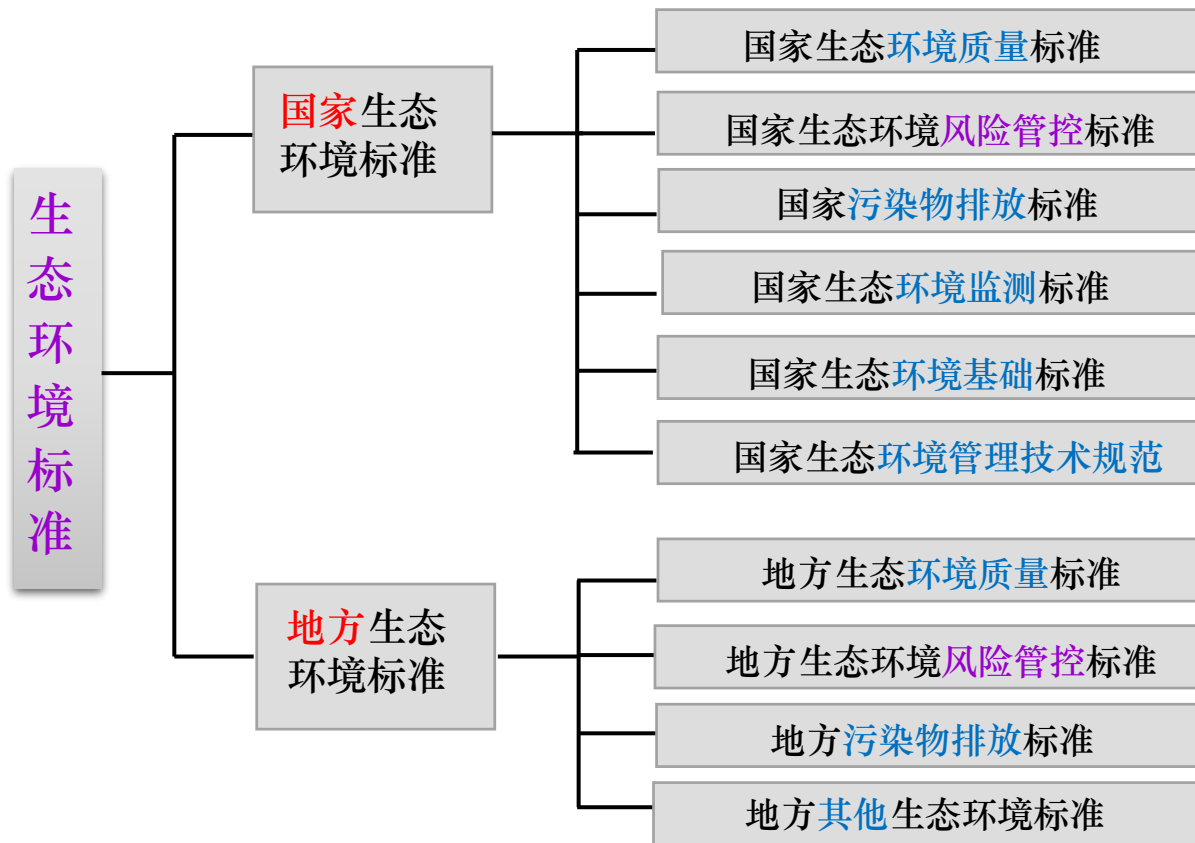 生态环境标准
国家生态
环境标准
国家生态环境质量标准
国家生态环境风险管控标准
国家污染物排放标准
国家生态环境监测标准
国家生态环境基础标准
国家生态环境管理技术规范
地方生态
环境标准
地方生态环境质量标准
地方生态环境风险管控标准
地方污染物排放标准
地方其他生态环境标准